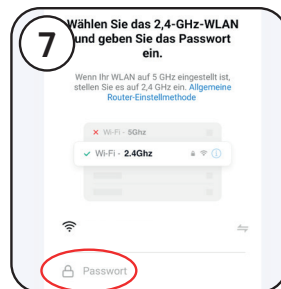 7
Wählen Sie das 2,4-GHz-WLAN
und geben Sie das Passwort
ein.
Wenn Ihr WLAN auf 5 GHz eingestellt ist,
stellen Sie es auf 2,4 GHz ein. Allgemeine
Router-Einstellmethode
Wi-Fi - 5Ghz
Wi-Fi - 2.4Ghz
Passwort